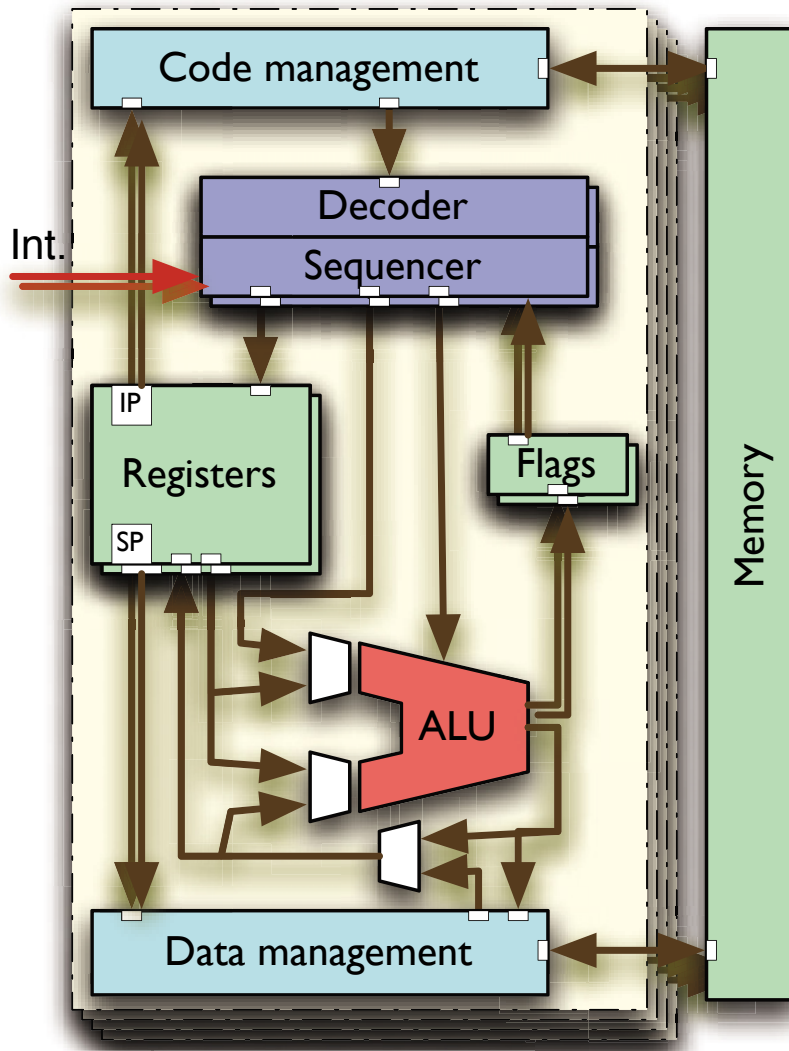 Code management
Decoder
Int.
Sequencer
IP
Registers
Flags
SP
Memory
ALU
Data management